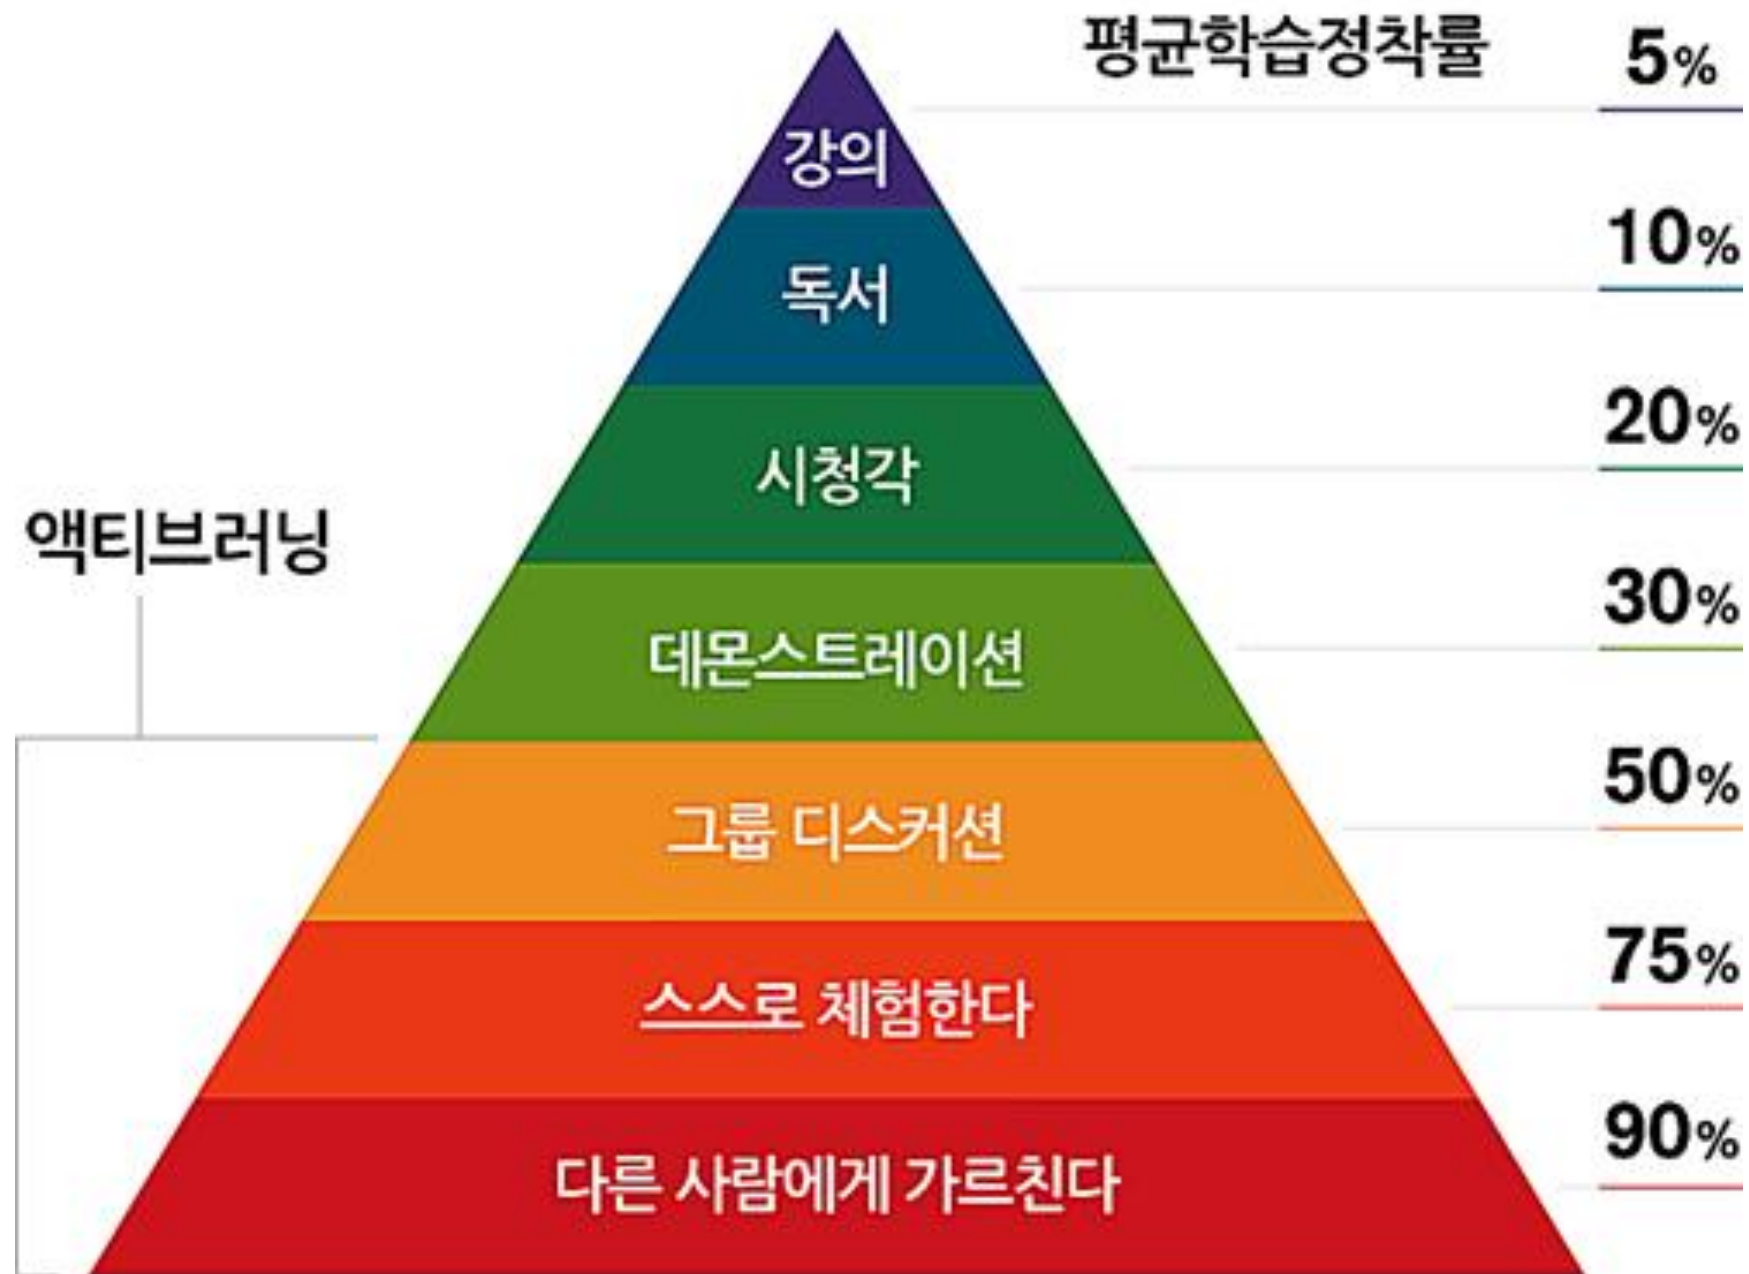 평균학습정착률 5%
강의
10%
독서
20%
시청각
액티브러닝
30%
데몬스트레이션
50%
그룹 디스커션
75%
스스로 체험한다
90%
다른 사람에게 가르친다